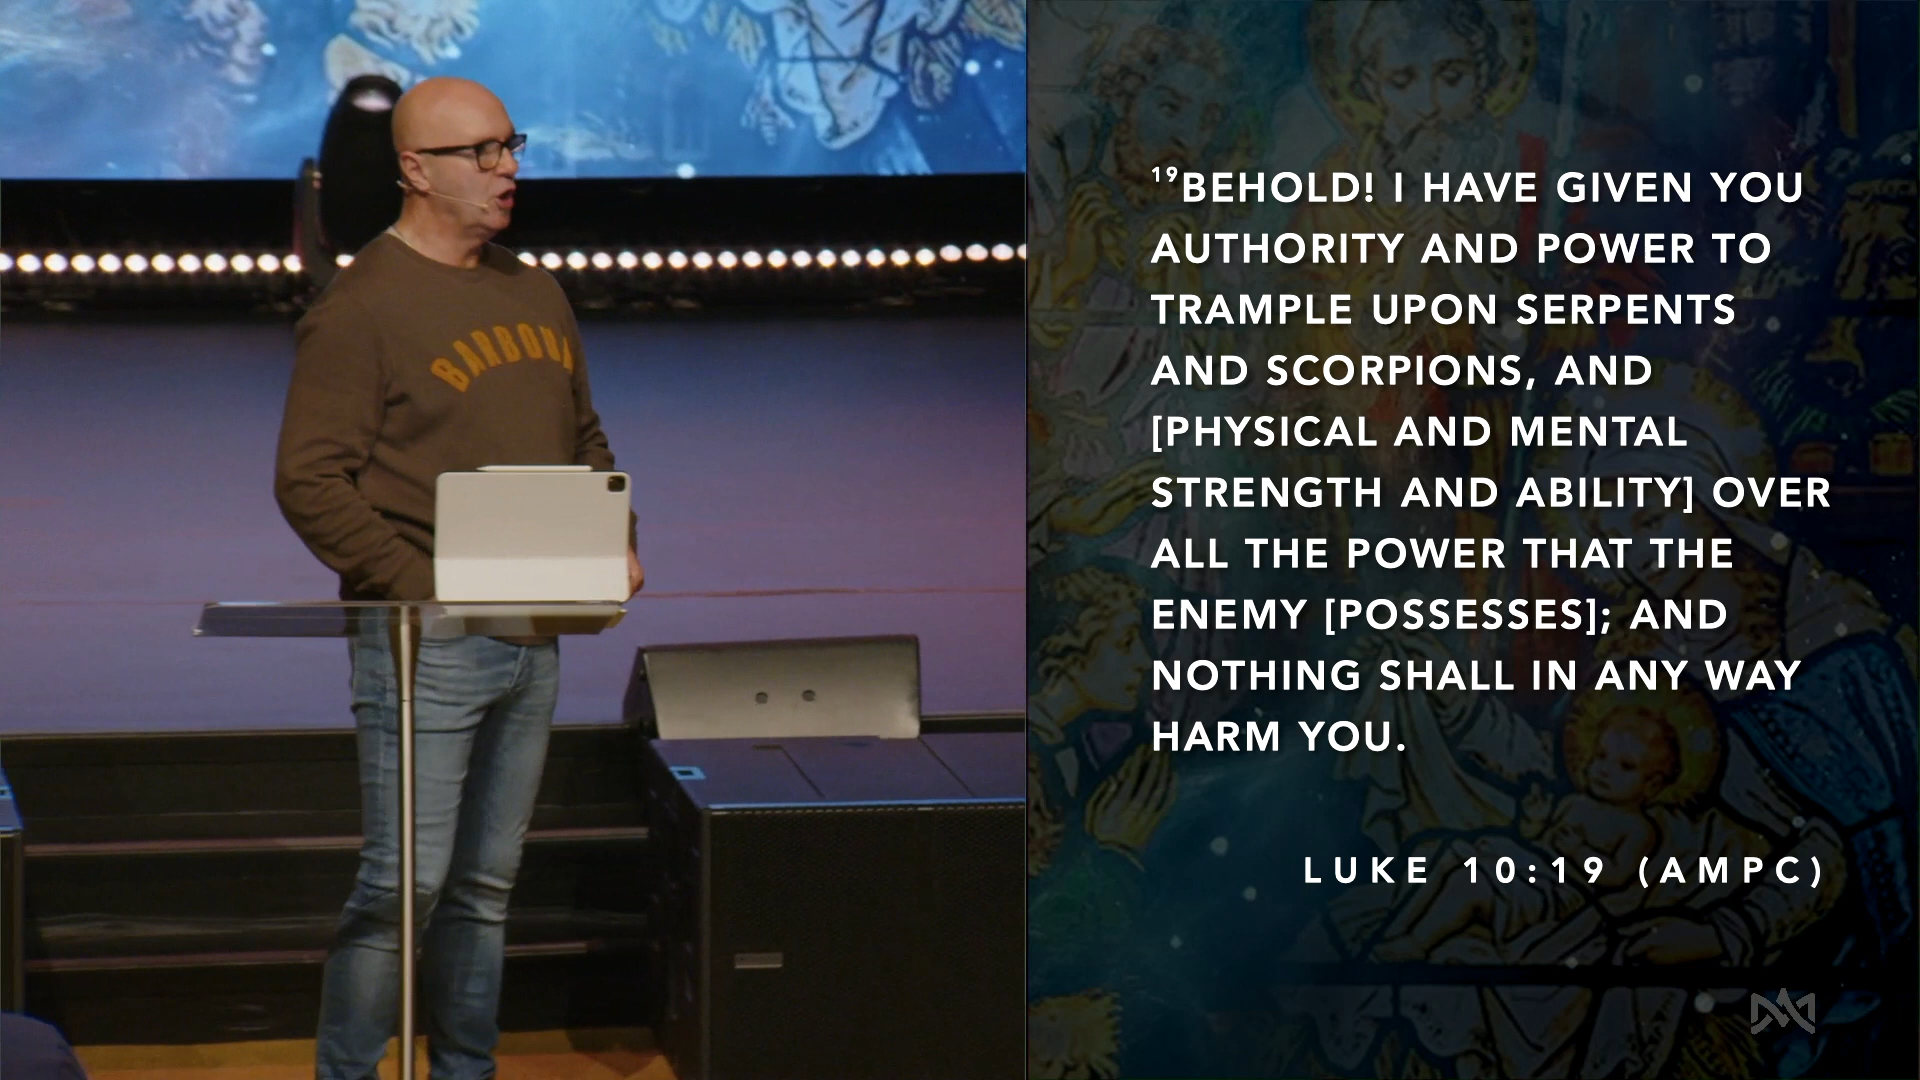 BARBOUR
¹⁹BEHOLD! I HAVE GIVEN YOU
AUTHORITY AND POWER TO
TRAMPLE UPON SERPENTS
AND SCORPIONS, AND
[PHYSICAL AND MENTAL
STRENGTH AND ABILITY] OVER
ALL THE POWER THAT THE
ENEMY [POSSESSES]; AND
NOTHING SHALL IN ANY WAY
HARM YOU.
LUKE 10:19 (AMPC)